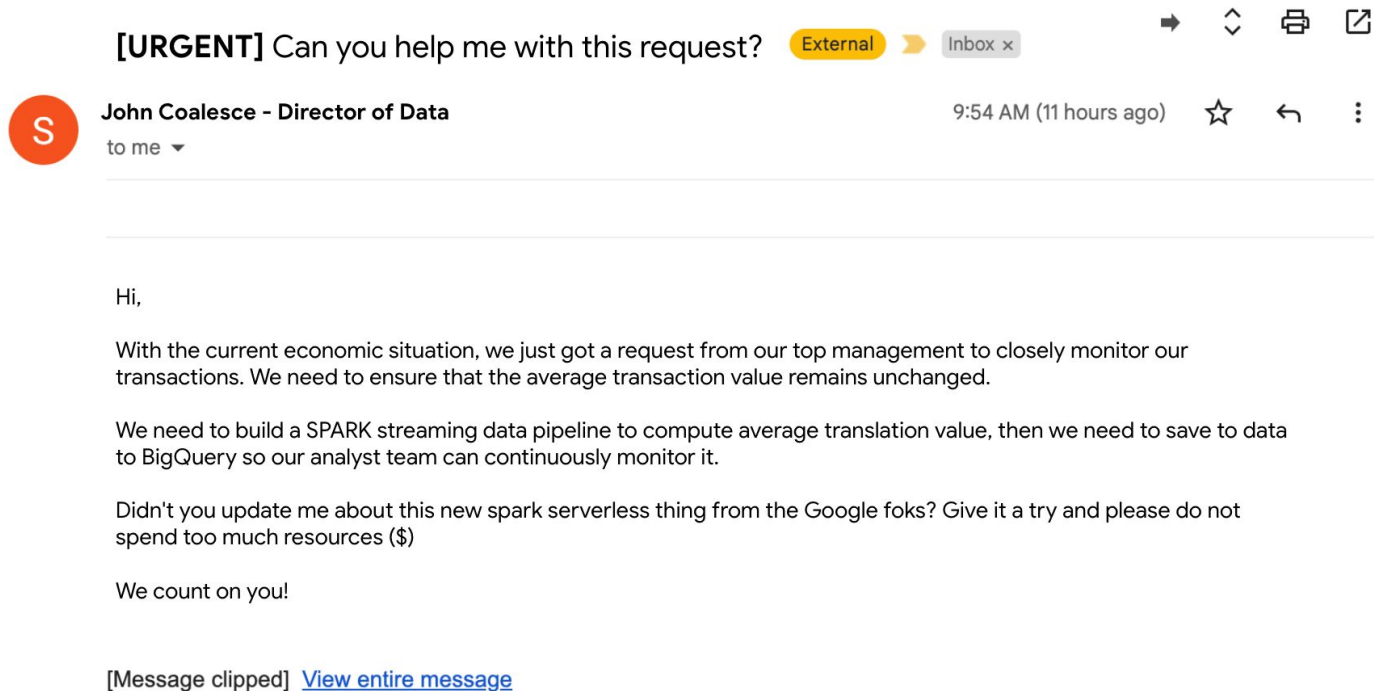 [URGENT] Can you help me with this request? External Inbox ×
S
John Coalesce - Director of Data 9:54 AM (11 hours ago)
to me
Hi,
With the current economic situation, we just got a request from our top management to closely monitor our
transactions. We need to ensure that the average transaction value remains unchanged.
We need to build a SPARK streaming data pipeline to compute average translation value, then we need to save to data
to BigQuery so our analyst team can continuously monitor it.
Didn't you update me about this new spark serverless thing from the Google foks? Give it a try and please do not
spend too much resources ($)
We count on you!
[Message clipped] View entire message